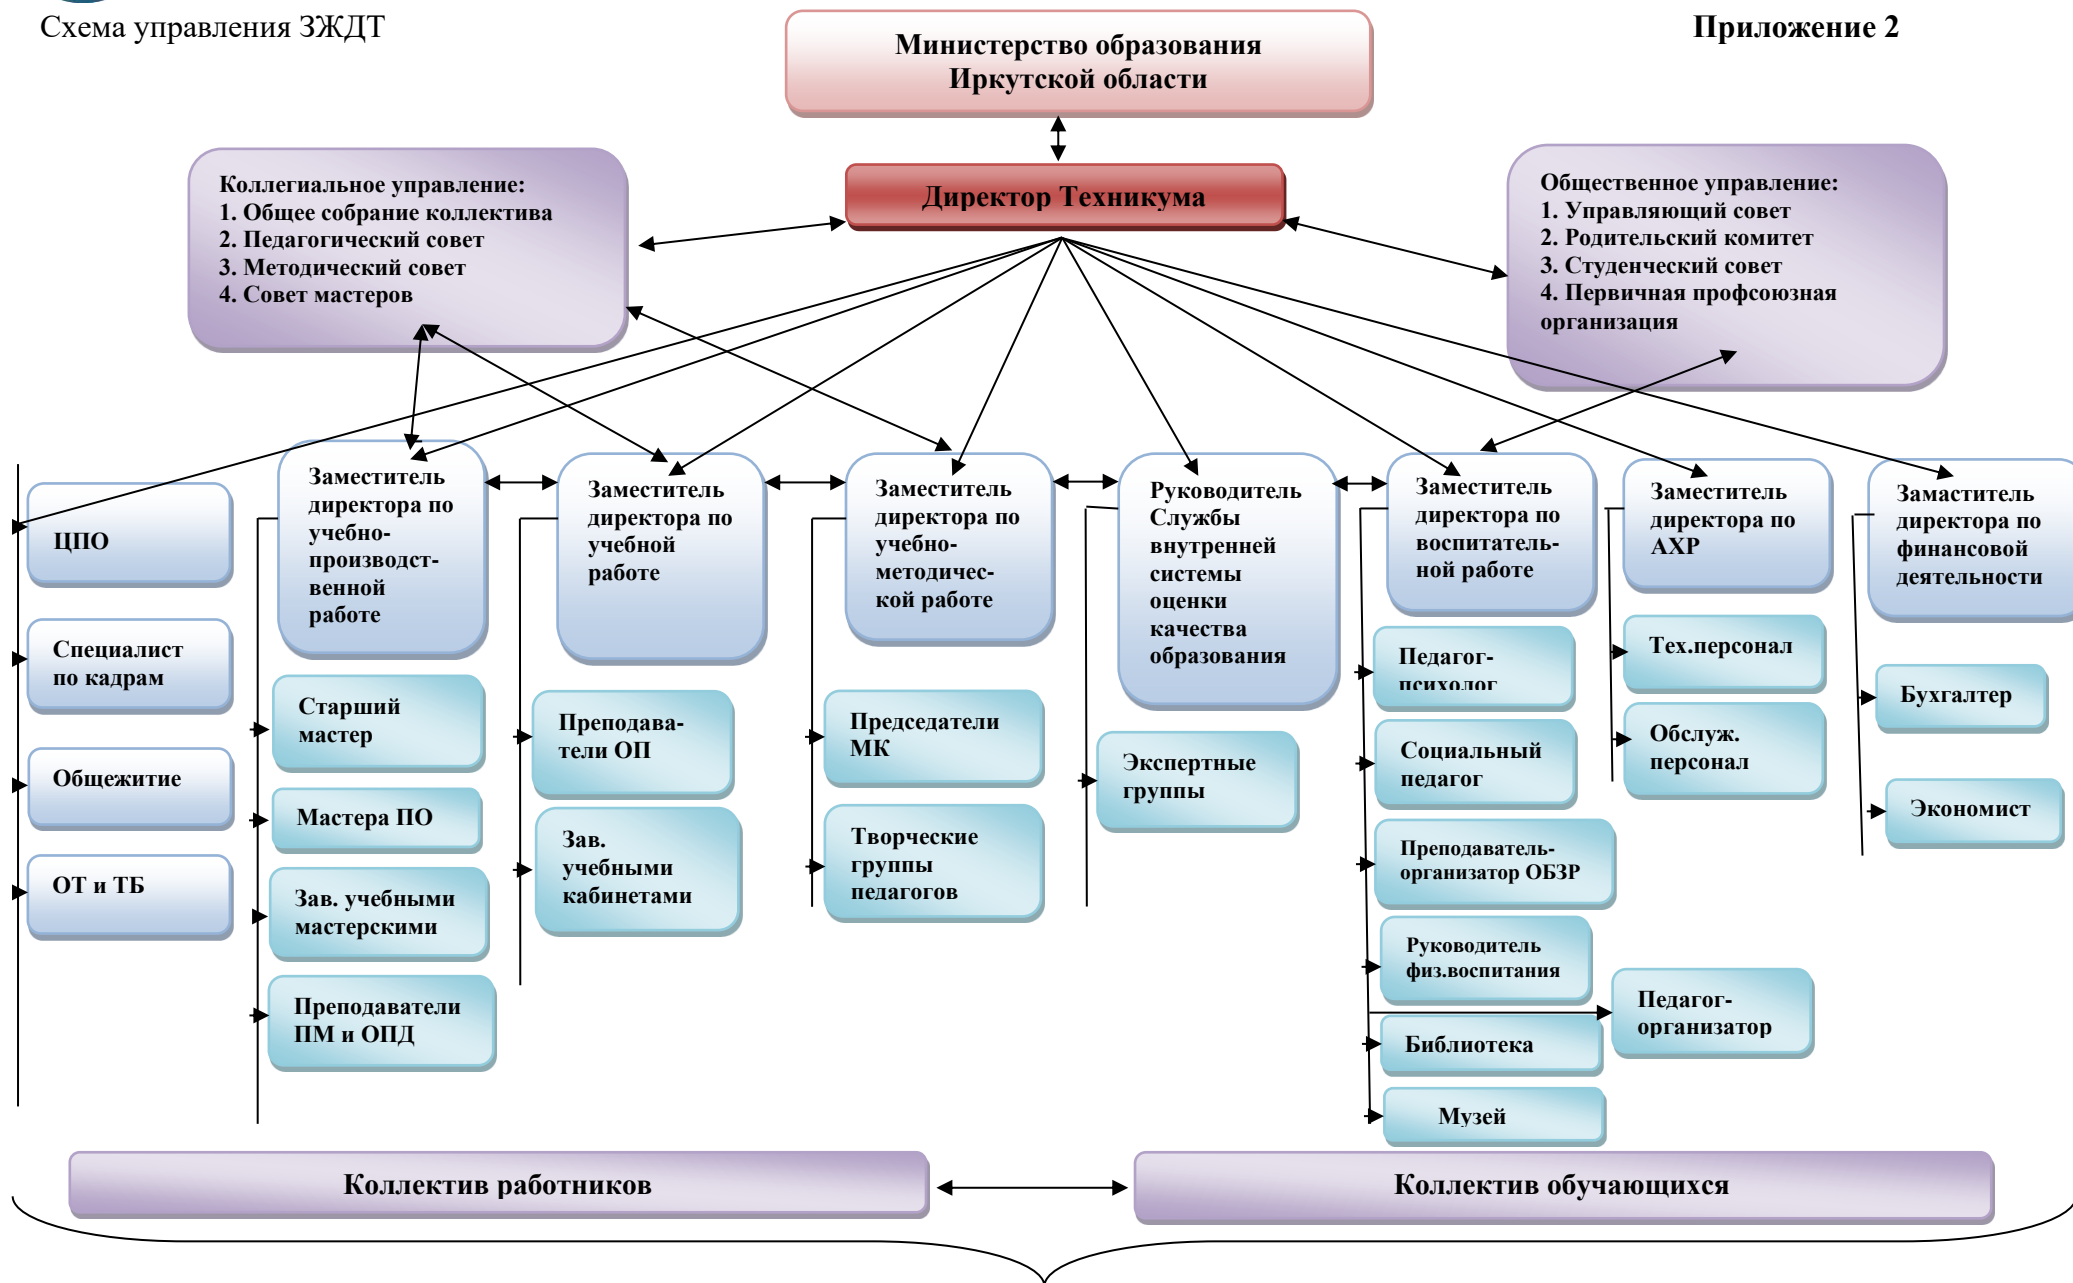 Схема управления ЗЖДТ
Приложение 2
Министерство образования
Иркутской области
Директор Техникума
Коллегиальное управление:
1. Общее собрание коллектива
2. Педагогический совет
3. Методический совет
4. Совет мастеров
Общественное управление:
1. Управляющий совет
2. Родительский комитет
3. Студенческий совет
4. Первичная профсоюзная
организация
ЦПО
Специалист
по кадрам
Общежитие
ОТ и ТБ
Заместитель
директора по
учебно-
производст-
венной
работе
Старший
мастер
Мастера ПО
Зав. учебными
мастерскими
Преподаватели
ПМ и ОПД
Заместитель
директора по
учебной
работе
Преподава-
тели ОП
Зав.
учебными
кабинетами
Заместитель
директора по
учебно-
методичес-
кой работе
Председатели
МК
Творческие
группы
педагогов
Руководитель
Службы
внутренней
системы
оценки
качества
образования
Экспертные
группы
Заместитель
директора по
воспитатель-
ной работе
Педагог-
психолог
Социальный
педагог
Преподаватель-
организатор ОБЗР
Руководитель
физ.воспитания
Библиотека
Музей
Педагог-
организатор
Заместитель
директора по
АХР
Тех.персонал
Обслуж.
персонал
Замаститель
директора по
финансовой
деятельности
Бухгалтер
Экономист
Коллектив работников
Коллектив обучающихся